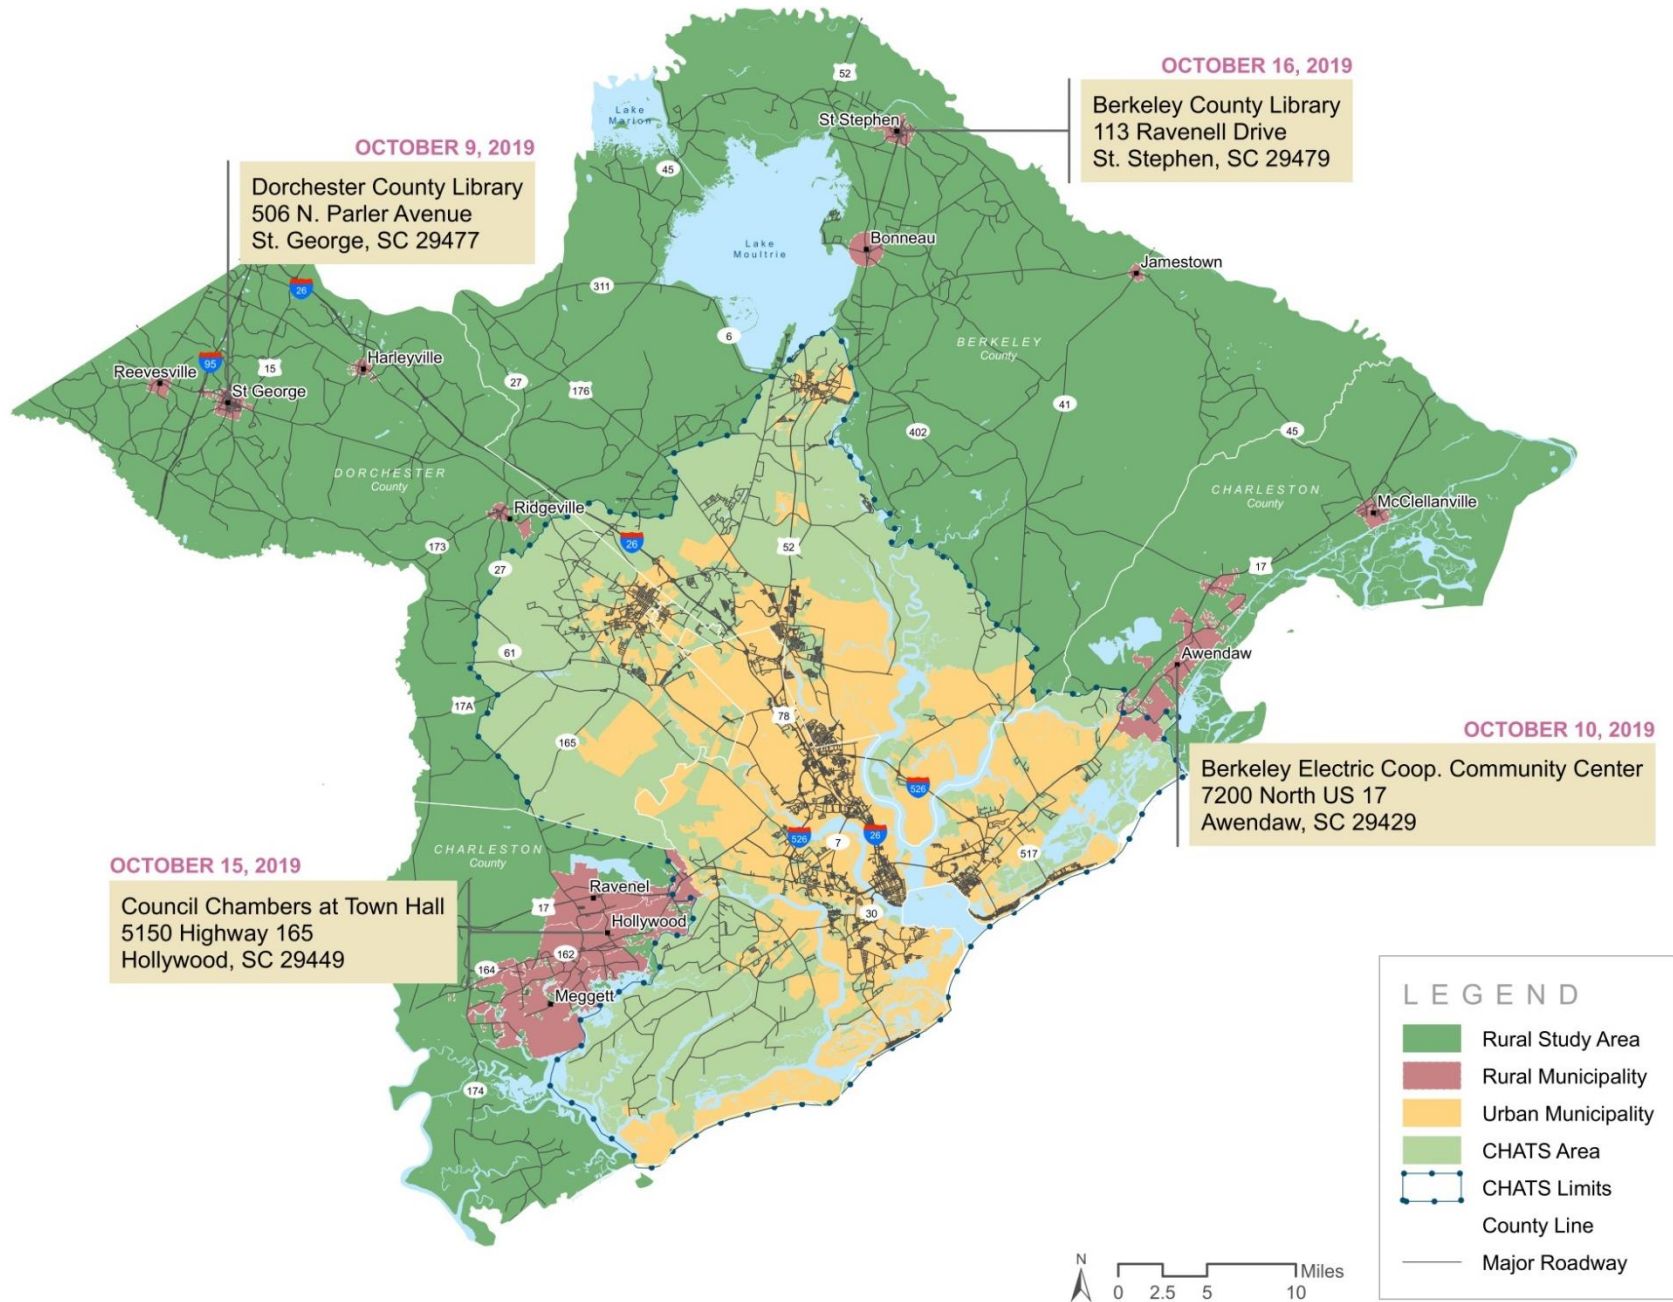 OCTOBER 16, 2019
Berkeley County Library
113 Ravenell Drive
St. Stephen, SC 29479
OCTOBER 9, 2019
Dorchester County Library
506 N. Parler Avenue
St. George, SC 29477
52
Lake
Marion
St Stephen
45
Lake
Moultrie
Bonneau
Jamestown
26
311
6
BERKELEY
County
95
15
Harleyville
Reevesville
St George
27
176
41
402
45
DORCHESTER
County
CHARLESTON
County
McClellanville
Ridgeville
26
52
173
27
17
61
Awendaw
17A
78
165
OCTOBER 10, 2019
Berkeley Electric Coop. Community Center
7200 North US 17
Awendaw, SC 29429
526
526
7
26
517
CHARLESTON
County
OCTOBER 15, 2019
Council Chambers at Town Hall
5150 Highway 165
Hollywood, SC 29449
Ravenel
17
Hollywood
30
162
164
Meggett
174
LEGEND
Rural Study Area
Rural Municipality
Urban Municipality
CHATS Area
CHATS Limits
County Line
Major Roadway
N
Miles
0 2.5 5 10